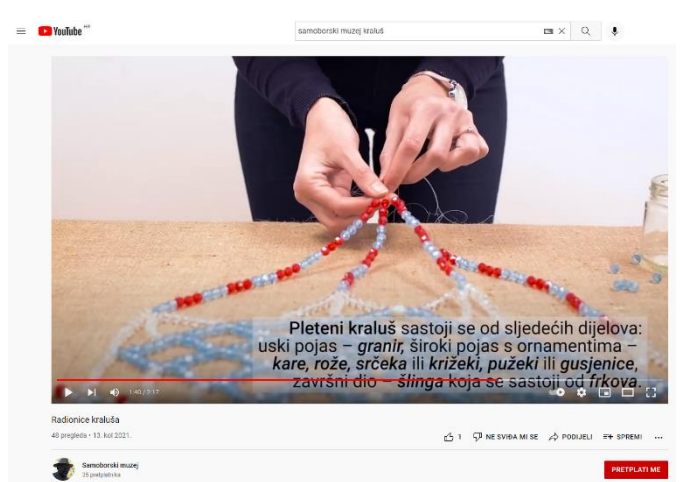 YouTube HR
samoborski muzej kraluš
Pleteni kraluš sastoji se od sljedećih dijelova:
uski pojas – granir, široki pojas s ornamentima –
kare, rože, srčeka ili križeki, pužeki ili gusjenice,
završni dio – šlinga koja se sastoji od frkova.
1:40 / 2:17
Radionice kraluša
48 pregleda • 13. kol 2021.
1 NE SVIĐA MI SE PODIJELI SPREMI
Samoborski muzej
38 pretplatnika
PRETPLATI ME